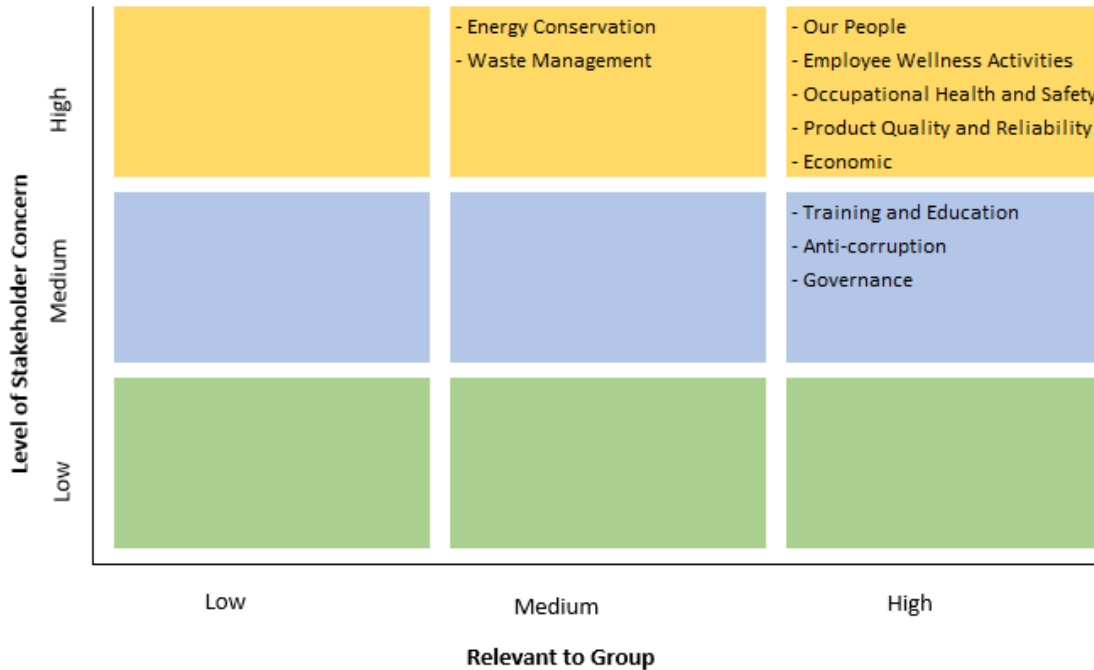 - Energy Conservation
- Waste Management
- Our People
- Employee Wellness Activities
- Occupational Health and Safety
- Product Quality and Reliability
- Economic
- Training and Education
- Anti-corruption
- Governance
Level of Stakeholder Concern
High
Medium
Low
Low
Medium
High
Relevant to Group